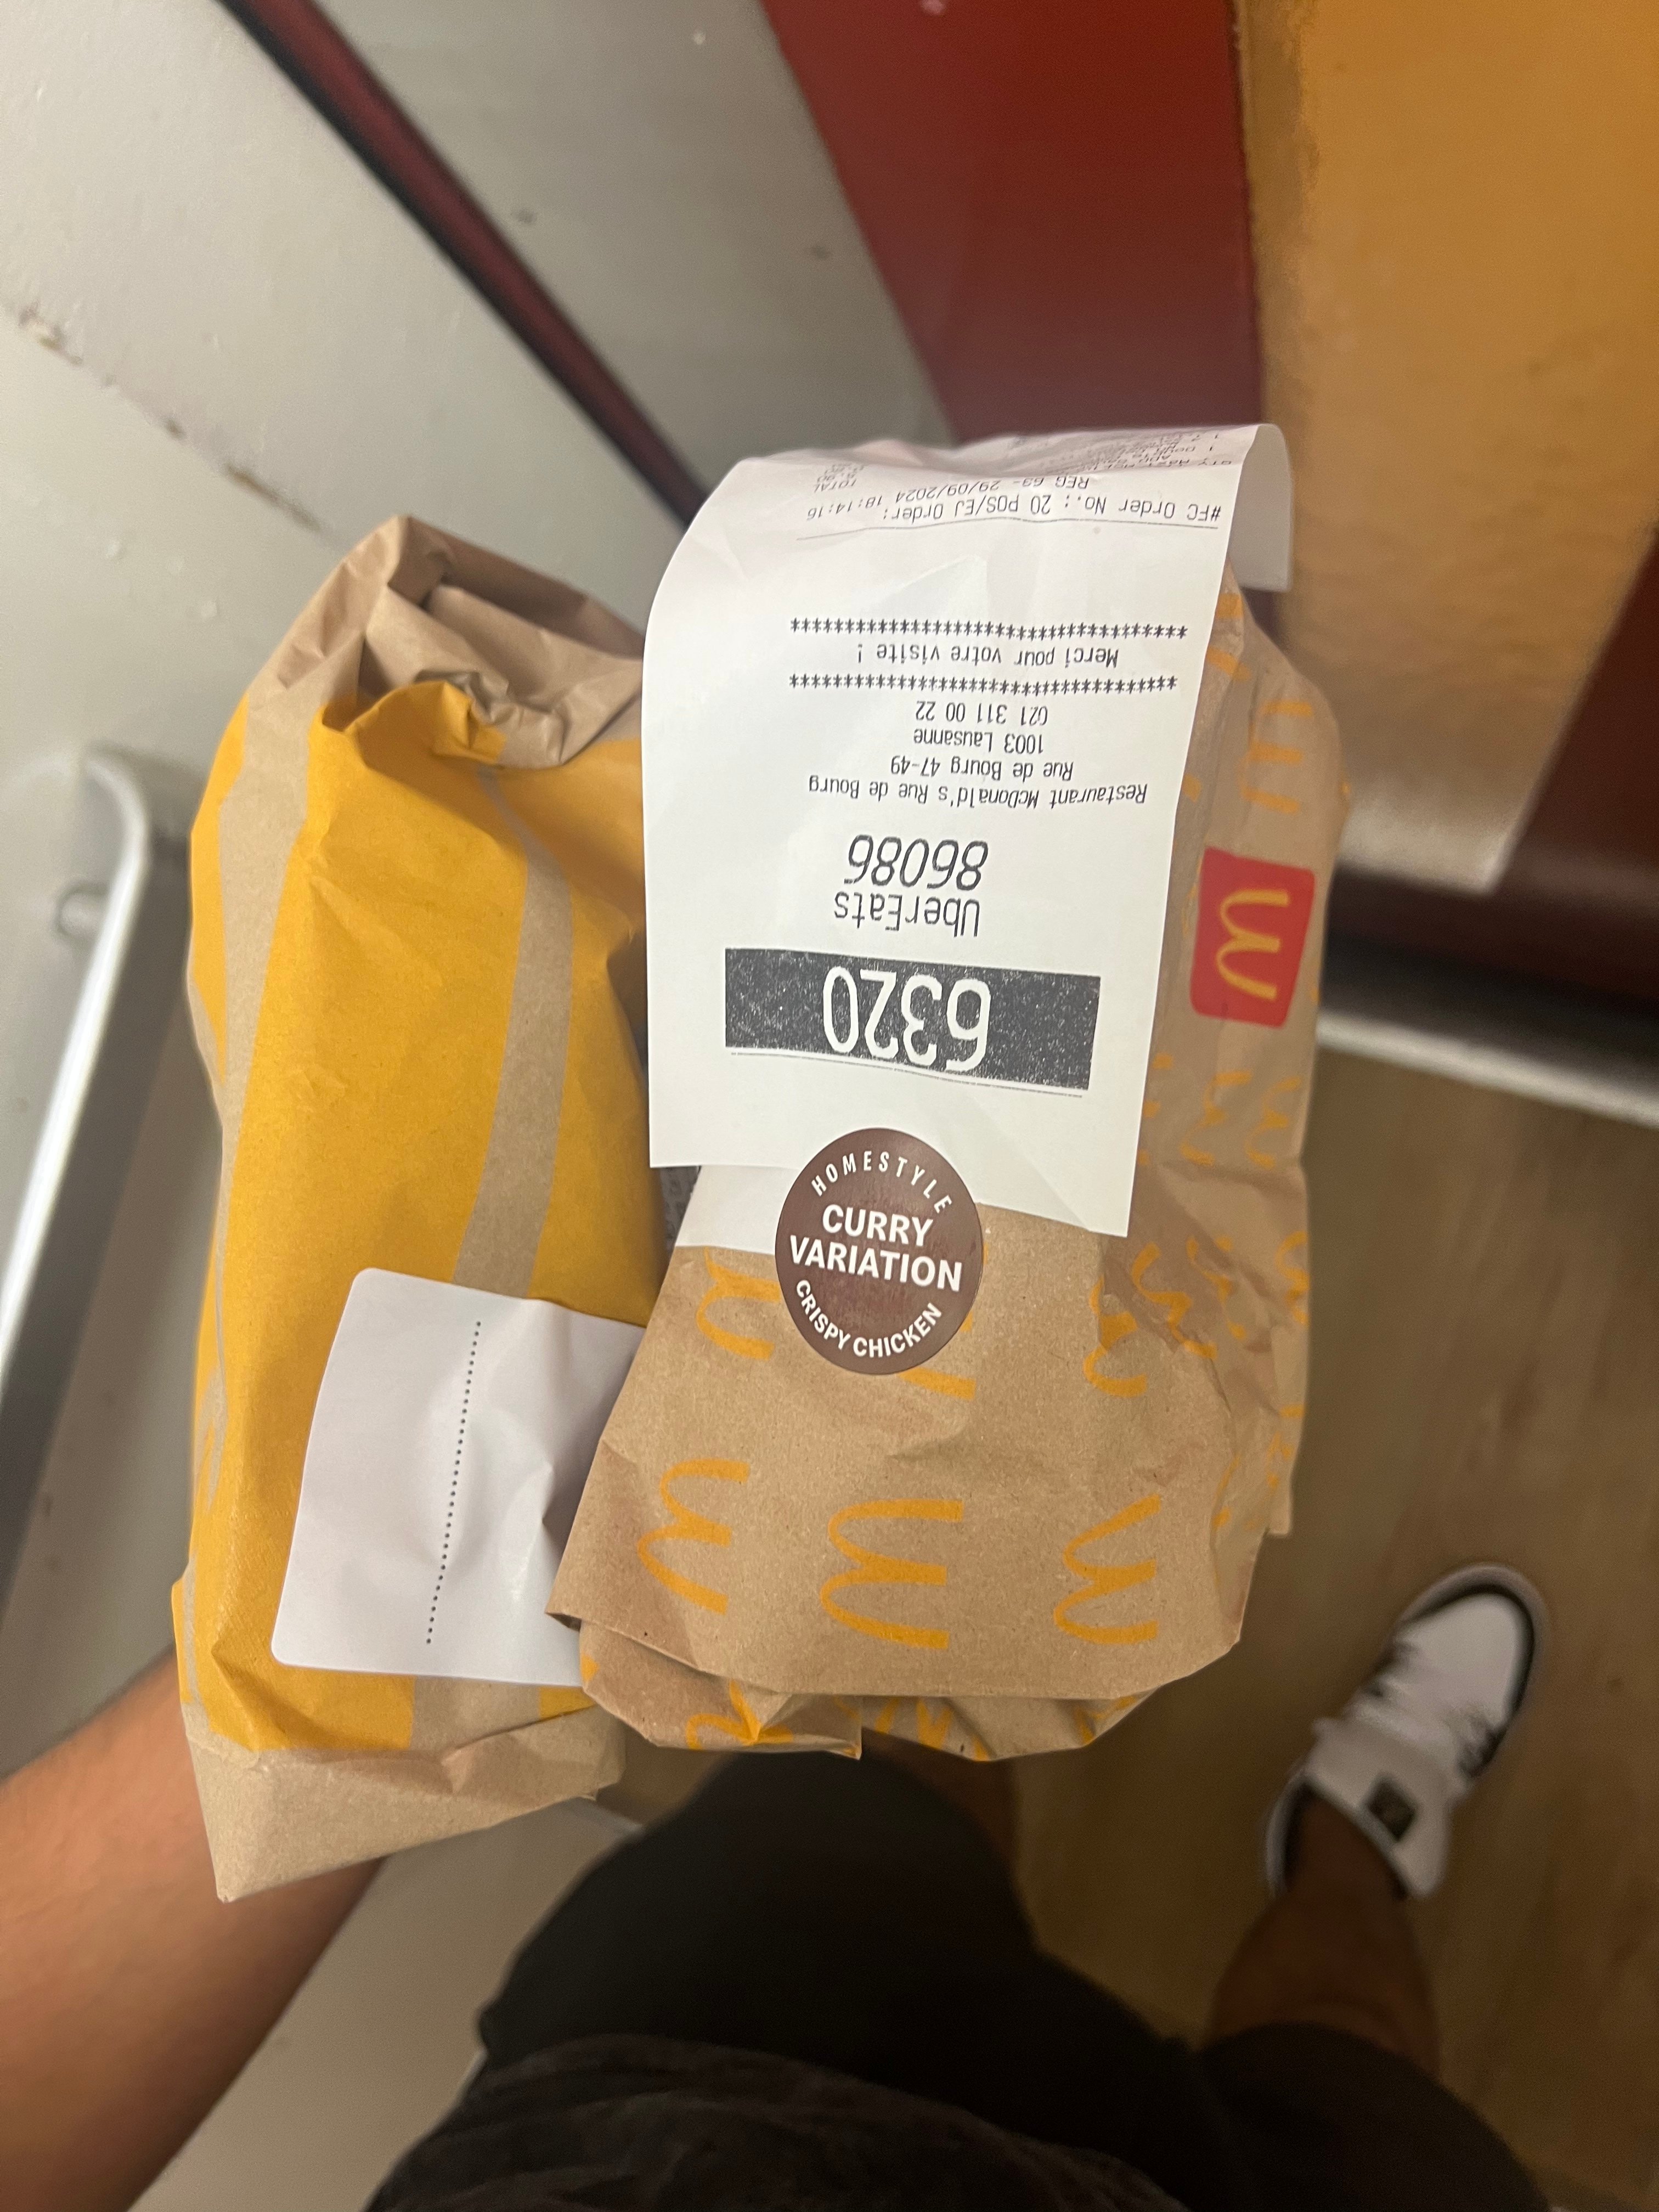 6320
UberEats
86086
Restaurant McDonald's Rue de Bourg
Rue de Bourg 47-49
1003 Lausanne
021 311 00 22
****************************************
Merci pour votre visite !
****************************************
#FC Order No.: 20 POS/EJ Order:
REG 63- 29/09/2024 18:14:16
TOTAL
HOMESTYLE
CURRY
VARIATION
CRISPY CHICKEN